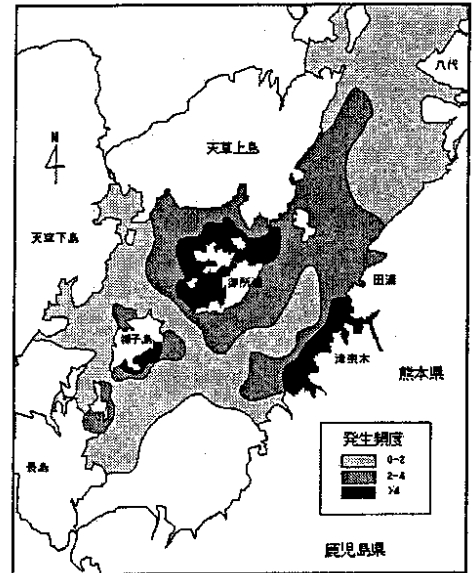 八代
N
天草上島
天草下島
御所浦
田浦
獅子島
津奈木
熊本県
長島
発生頻度
0-2
2-4
>4
鹿児島県